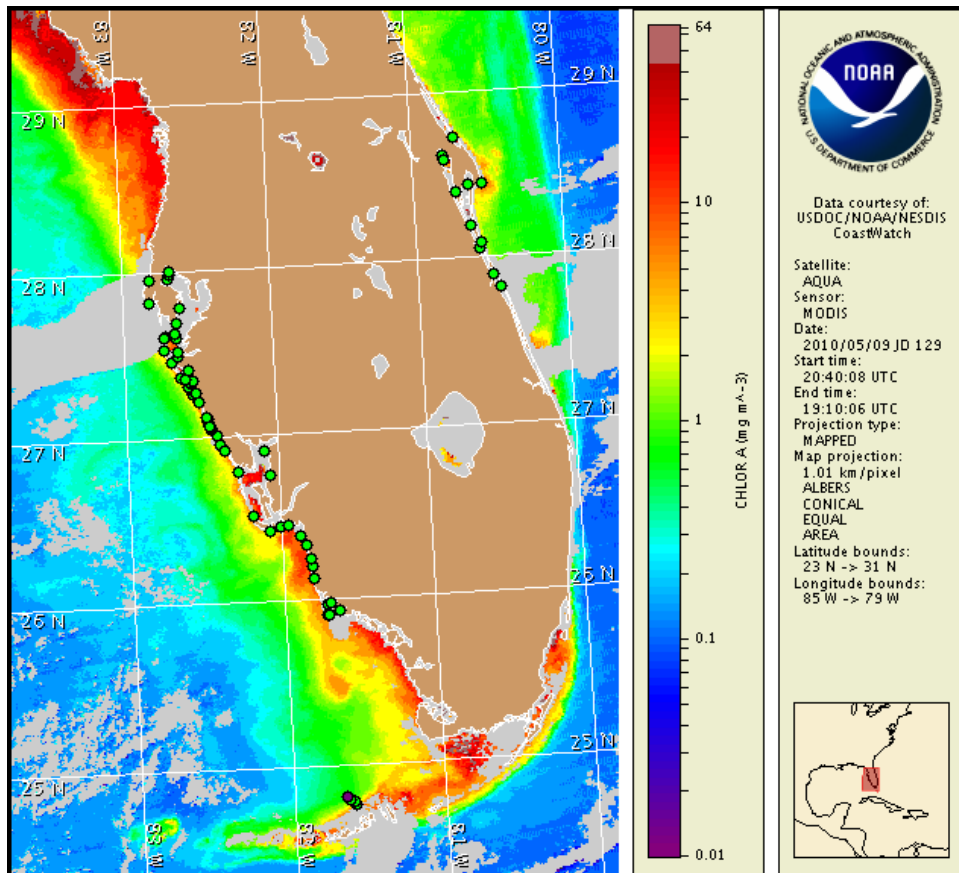 83 W
82 W
81 W
80 W
29 N
29 N
28 N
28 N
27 N
27 N
26 N
26 N
25 N
25 N
83 W
82 W
81 W
64
10
1
0.1
0.01
CHLOR A (mg m^-3)
NATIONAL OCEANIC AND ATMOSPHERIC ADMINISTRATION
NOAA
U.S. DEPARTMENT OF COMMERCE
Data courtesy of:
USDOC/NOAA/NESDIS
CoastWatch
Satellite:
AQUA
Sensor:
MODIS
Date:
2010/05/09 JD 129
Start time:
20:40:08 UTC
End time:
19:10:06 UTC
Projection type:
MAPPED
Map projection:
1.01 km/pixel
ALBERS
CONICAL
EQUAL
AREA
Latitude bounds:
23 N -> 31 N
Longitude bounds:
85 W -> 79 W